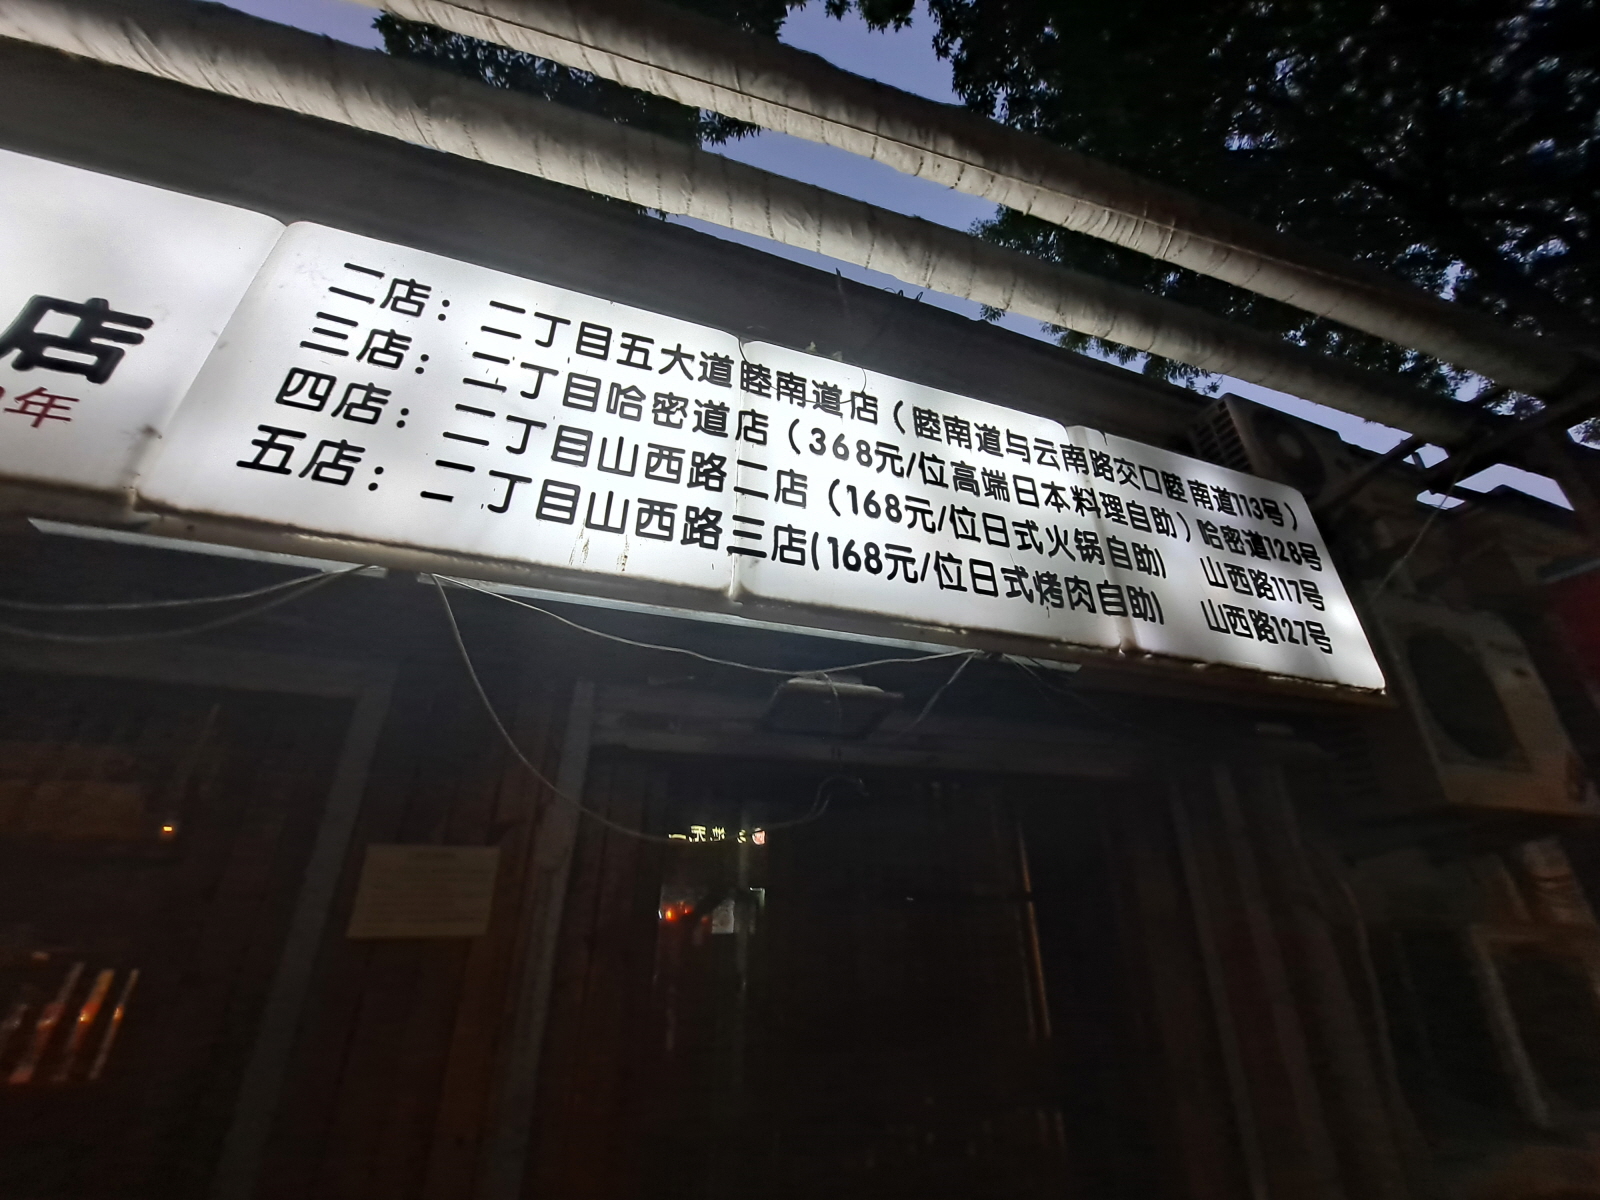 店
年
二店：二丁目五大道睦南道店（睦南道与云南路交口睦南道113号）
三店：二丁目哈密道店（368元/位高端日本料理自助）哈密道128号
四店：二丁目山西路二店（168元/位日式火锅自助） 山西路117号
五店：二丁目山西路三店(168元/位日式烤肉自助) 山西路127号